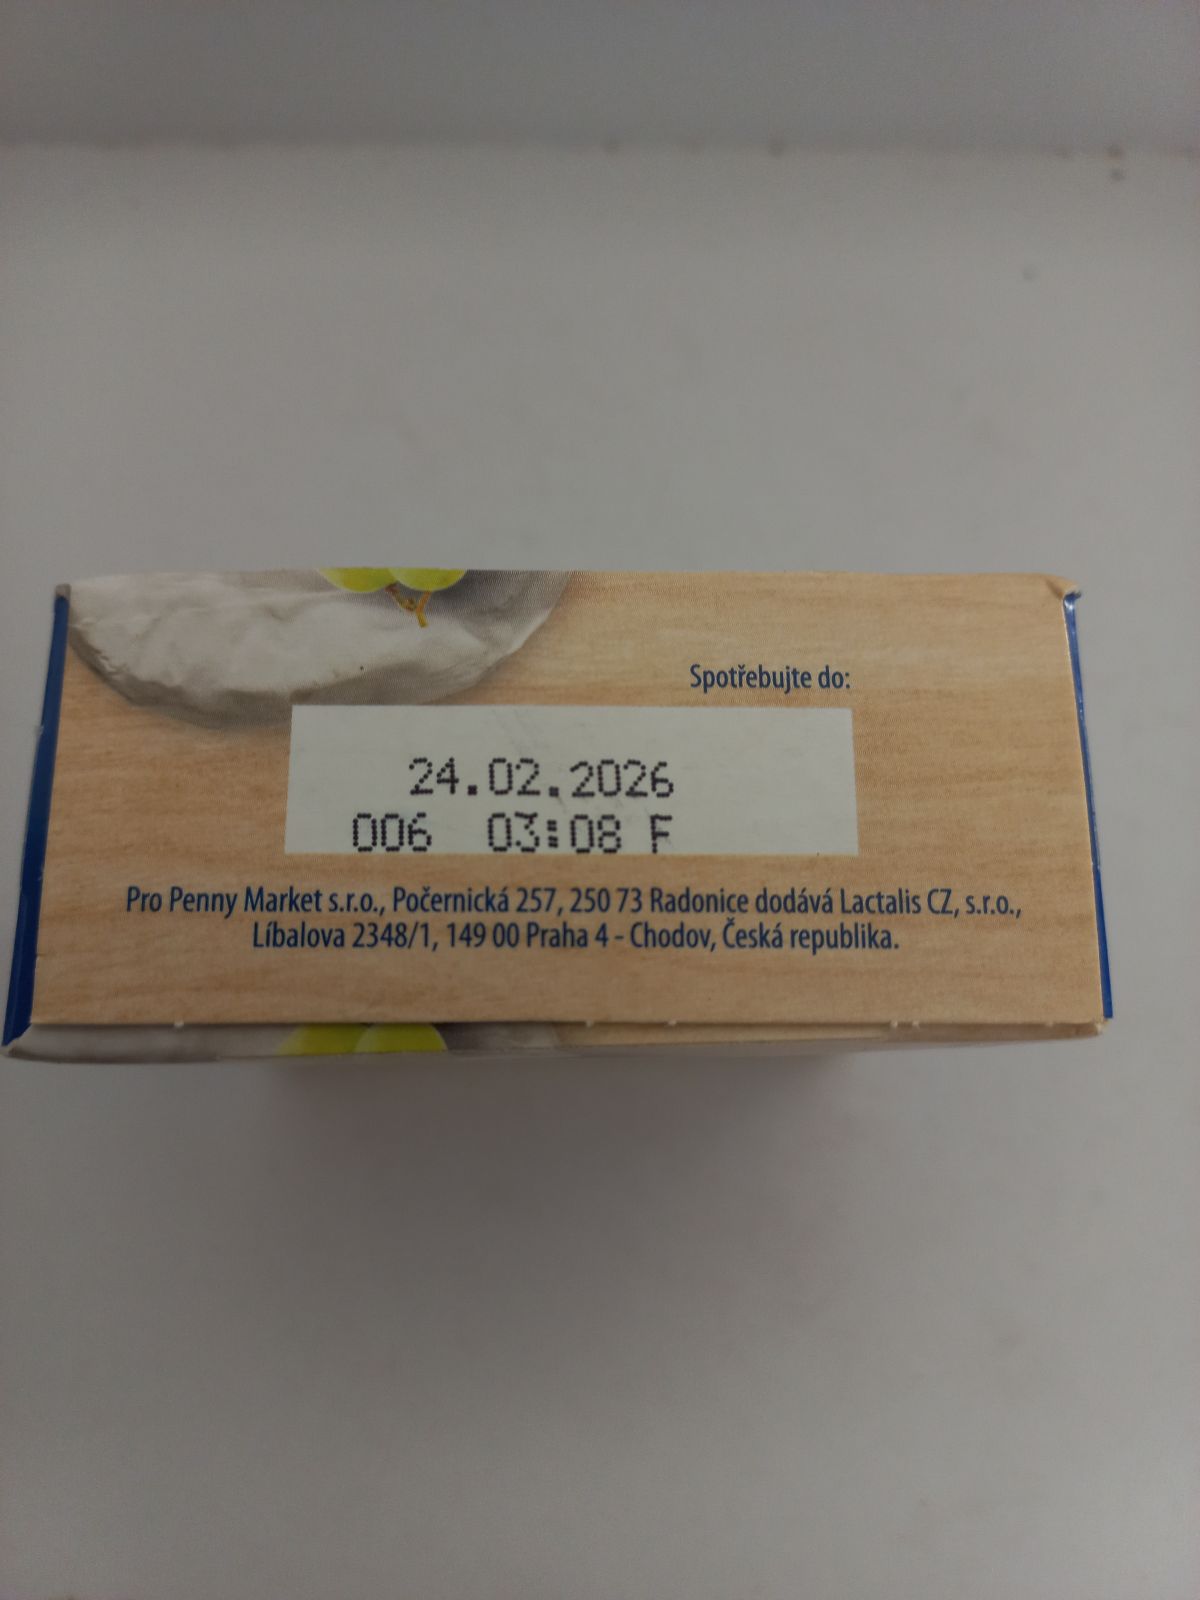 Spotřebujte do:
24.02.2026
006 03:08 F
Pro Penny Market s.r.o., Počernická 257, 250 73 Radonice dodává Lactalis CZ, s.r.o.,
Líbalova 2348/1, 149 00 Praha 4 - Chodov, Česká republika.